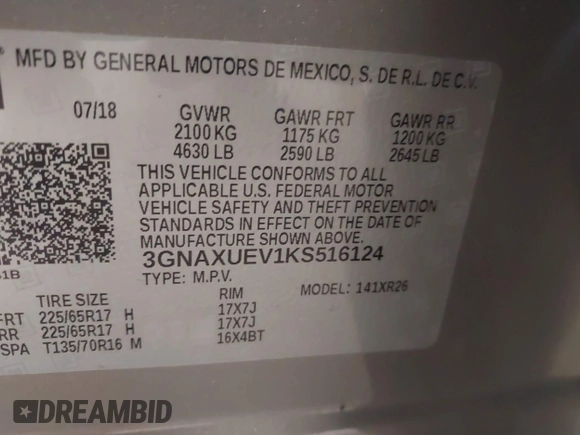 MFD BY GENERAL MOTORS DE MEXICO, S. DE R.L. DE C.V.
07/18 GVWR GAWR FRT GAWR RR
2100 KG 1175 KG 1200 KG
4630 LB 2590 LB 2645 LB
THIS VEHICLE CONFORMS TO ALL
APPLICABLE U.S. FEDERAL MOTOR
VEHICLE SAFETY AND THEFT PREVENTION
STANDARDS IN EFFECT ON THE DATE OF
MANUFACTURE SHOWN ABOVE.
3GNAXUEV1KS516124
TYPE: M.P.V. MODEL: 141XR26
TIRE SIZE RIM
FRT 225/65R17 H 17X7J
RR 225/65R17 H 17X7J
SPA T135/70R16 M 16X4BT
DREAMBID